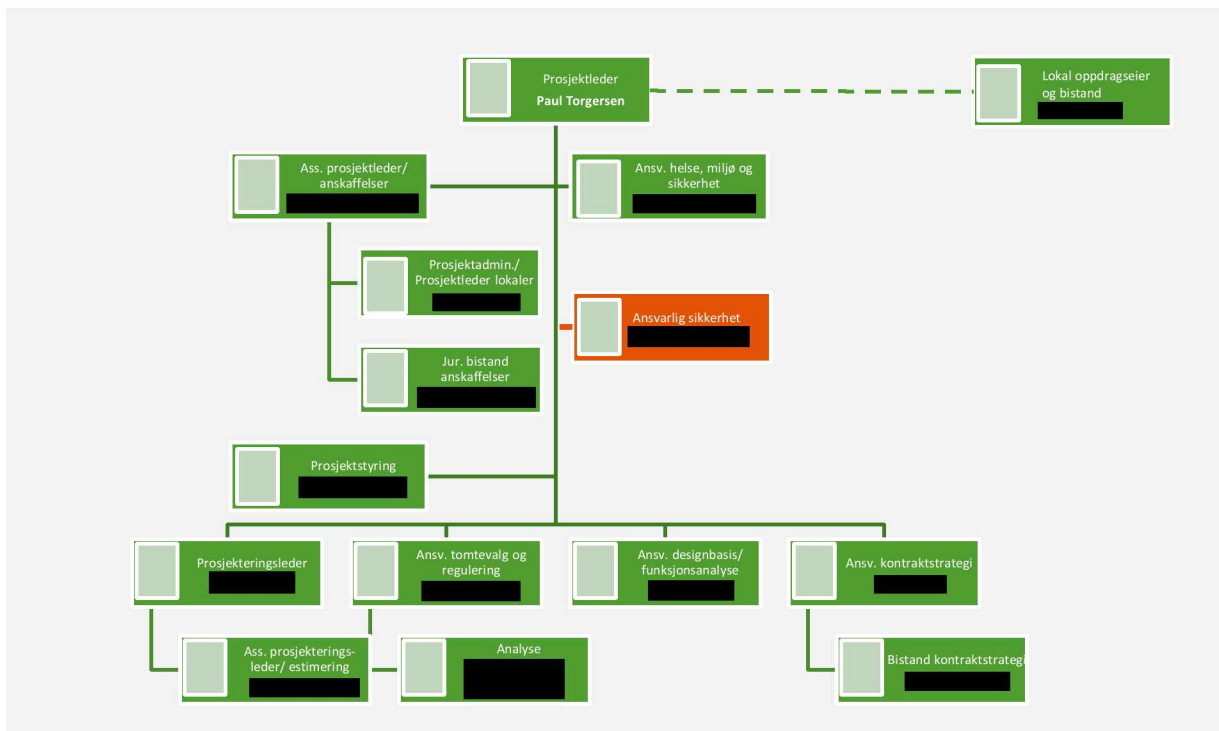 Prosjektleder
Paul Torgersen
Lokal oppdragseier
og bistand
Ass. prosjektleder/
anskaffelser
Ansv. helse, miljø og
sikkerhet
Prosjektadmin./
Prosjektleder lokaler
Ansvarlig sikkerhet
Jur. bistand
anskaffelser
Prosjektstyring
Prosjekteringsleder
Ansv. tomtevalg og
regulering
Ansv. designbasis/
funksjonsanalyse
Ansv. kontraktstrategi
Ass. prosjekterings-
leder/ estimering
Analyse
Bistand kontraktstrategi